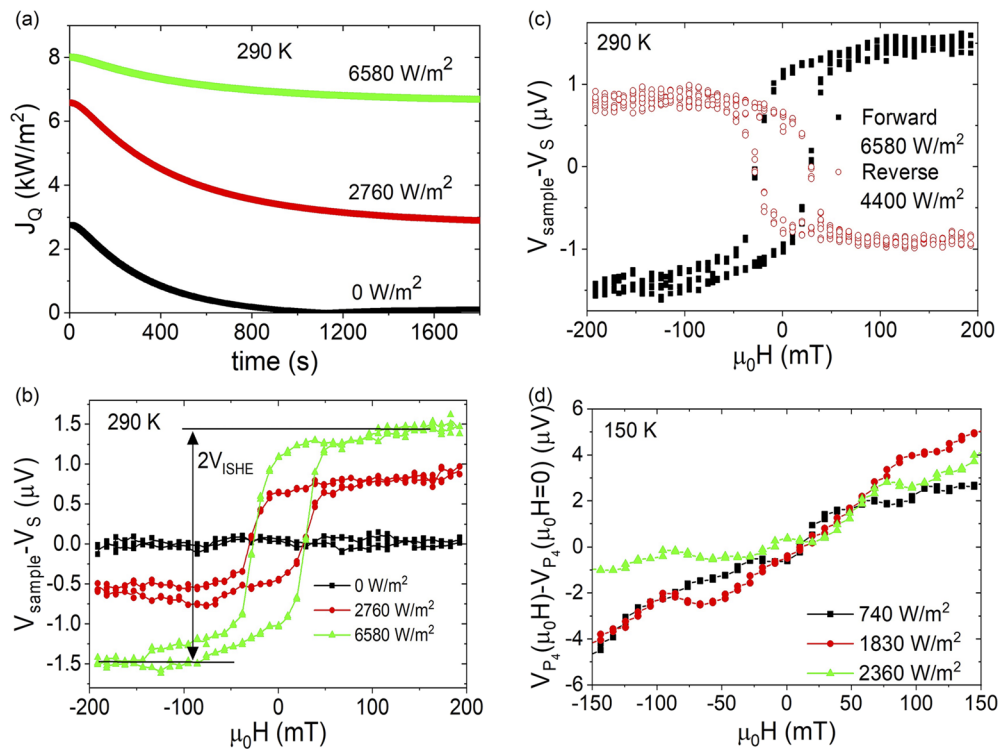 (a)
290 K
6580 W/m²
2760 W/m²
0 W/m²
8
6
4
2
0
J_Q (kW/m²)
0 400 800 1200 1600
time (s)
(c)
290 K
Forward
6580 W/m²
Reverse
4400 W/m²
1
0
-1
V_sample-V_S (µV)
-200 -100 0 100 200
µ₀H (mT)
(b)
290 K
2V_ISHE
0 W/m²
2760 W/m²
6580 W/m²
1.5
1.0
0.5
0.0
-0.5
-1.0
-1.5
V_sample-V_S (µV)
-200 -100 0 100 200
µ₀H (mT)
(d)
150 K
740 W/m²
1830 W/m²
2360 W/m²
6
4
2
0
-2
-4
-6
V_P₄(µ₀H)-V_P₄(µ₀H=0) (µV)
-150 -100 -50 0 50 100 150
µ₀H (mT)